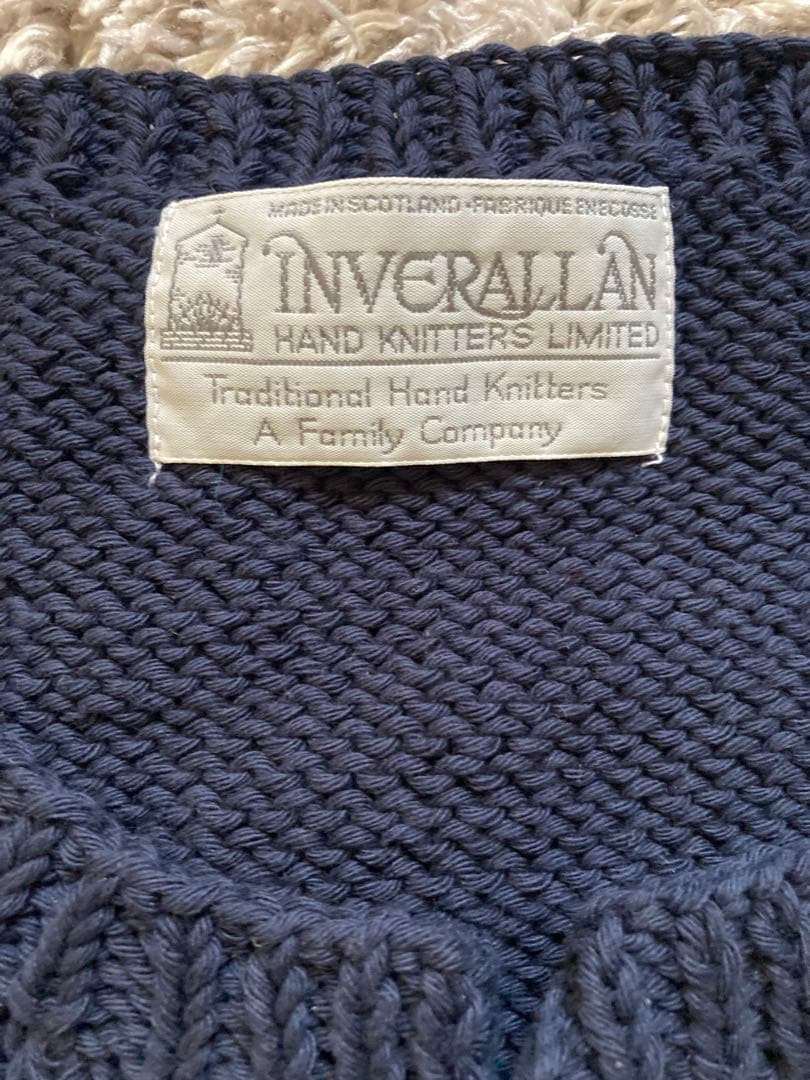 MADE IN SCOTLAND - FABRIQUE EN ECOSSE
INVERALLAN
HAND KNITTERS LIMITED
Traditional Hand Knitters
A Family Company